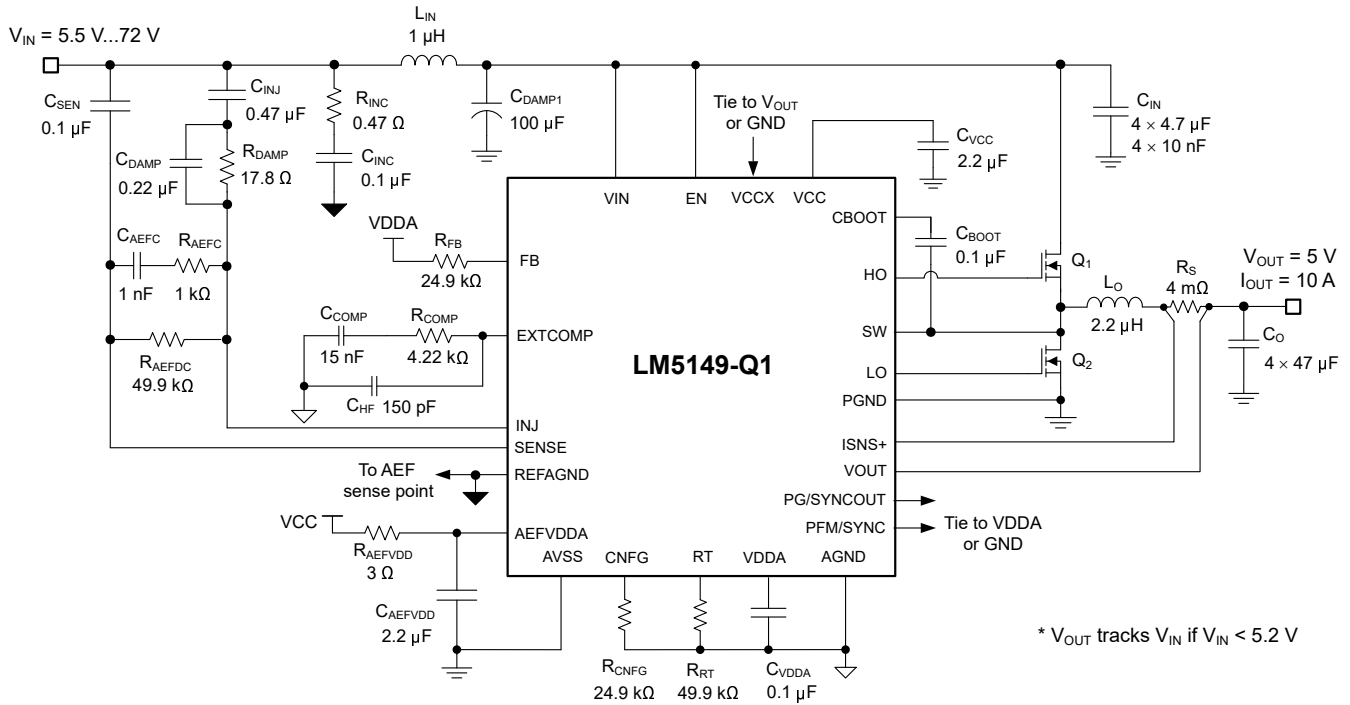 V_IN = 5.5 V...72 V
L_IN
1 µH
C_SEN
0.1 µF
C_INJ
0.47 µF
R_INC
0.47 Ω
C_DAMP1
100 µF
Tie to V_OUT
or GND
C_IN
4 × 4.7 µF
4 × 10 nF
C_VCC
2.2 µF
C_DAMP
0.22 µF
R_DAMP
17.8 Ω
C_INC
0.1 µF
VIN
EN
VCCX
VCC
VDDA
R_FB
24.9 kΩ
FB
CBOOT
C_BOOT
0.1 µF
C_AEFC
1 nF
R_AEFC
1 kΩ
HO
Q1
V_OUT = 5 V
I_OUT = 10 A
L_O
2.2 µH
R_S
4 mΩ
C_COMP
15 nF
R_COMP
4.22 kΩ
EXTCOMP
SW
LM5149-Q1
R_AEFDC
49.9 kΩ
C_HF
150 pF
LO
Q2
C_O
4 × 47 µF
PGND
INJ
SENSE
ISNS+
VOUT
To AEF
sense point
REFAGND
PG/SYNCOUT
PFM/SYNC
Tie to VDDA
or GND
VCC
R_AEFVDD
3 Ω
AEFVDDA
AVSS
CNFG
RT
VDDA
AGND
C_AEFVDD
2.2 µF
R_CNFG
24.9 kΩ
R_RT
49.9 kΩ
C_VDDA
0.1 µF
* V_OUT tracks V_IN if V_IN < 5.2 V